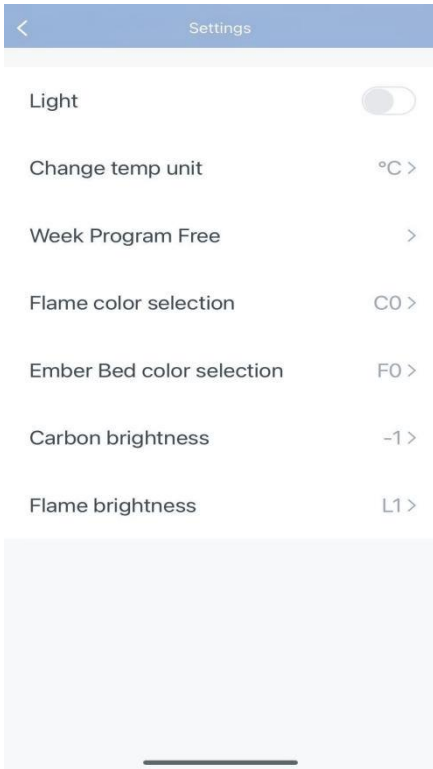 Settings
Light
Change temp unit °C >
Week Program Free >
Flame color selection C0 >
Ember Bed color selection F0 >
Carbon brightness -1 >
Flame brightness L1 >